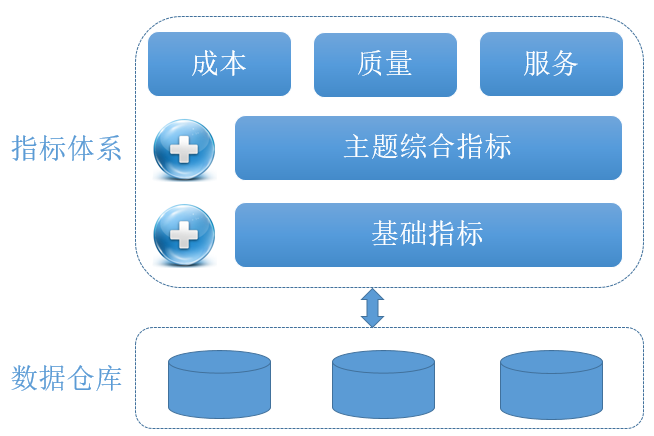 成本
质量
服务
指标体系
主题综合指标
基础指标
数据仓库